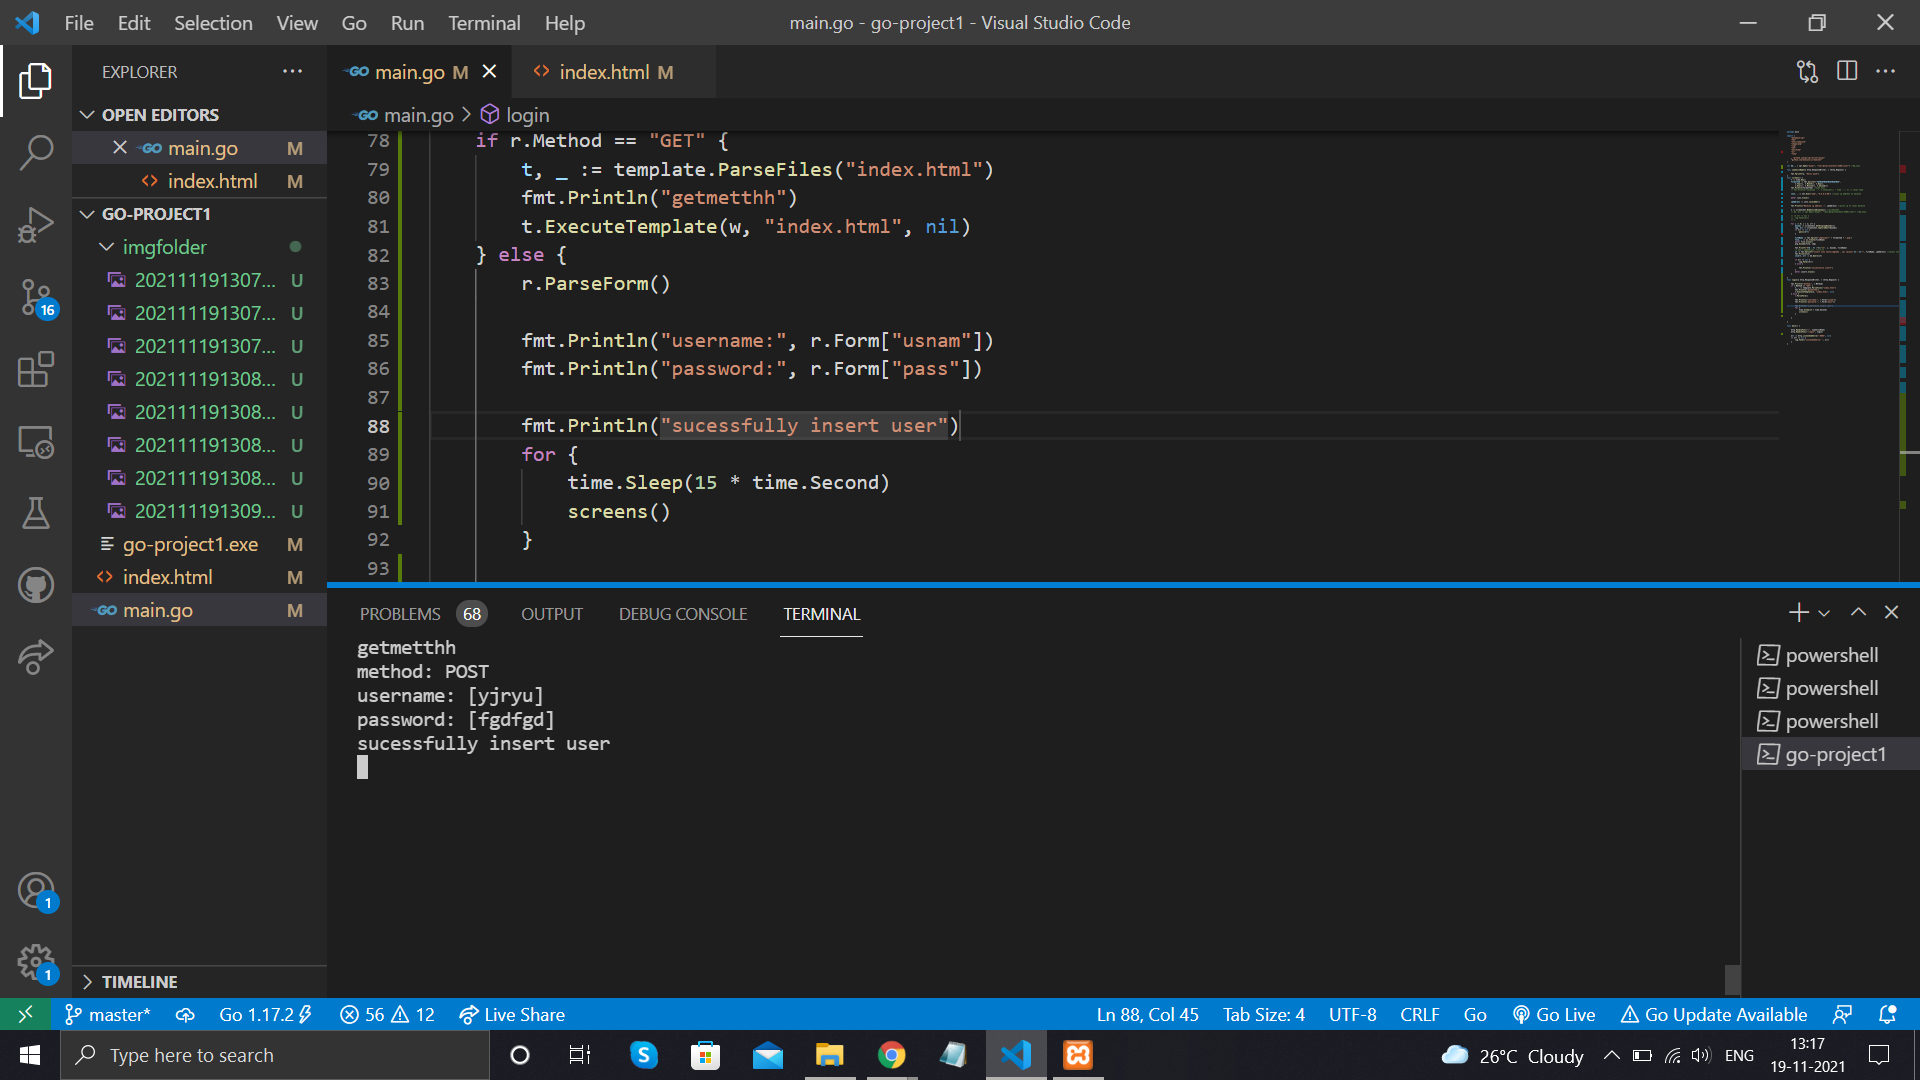 File Edit Selection View Go Run Terminal Help
main.go - go-project1 - Visual Studio Code
EXPLORER
OPEN EDITORS
main.go M
index.html M
GO-PROJECT1
imgfolder
202111191307... U
202111191307... U
202111191307... U
202111191308... U
202111191308... U
202111191308... U
202111191308... U
202111191309... U
go-project1.exe M
index.html M
main.go M
TIMELINE
16
1
1
main.go M
index.html M
main.go > login
78 if r.Method == "GET" {
79 t, _ := template.ParseFiles("index.html")
80 fmt.Println("getmetthh")
81 t.ExecuteTemplate(w, "index.html", nil)
82 } else {
83 r.ParseForm()
84
85 fmt.Println("username:", r.Form["usnam"])
86 fmt.Println("password:", r.Form["pass"])
87
88 fmt.Println("sucessfully insert user")
89 for {
90 time.Sleep(15 * time.Second)
91 screens()
92 }
93
PROBLEMS 68 OUTPUT DEBUG CONSOLE TERMINAL
getmetthh
method: POST
username: [yjryu]
password: [fgdfgd]
sucessfully insert user
powershell
powershell
powershell
go-project1
master* Go 1.17.2 56 12 Live Share
Ln 88, Col 45 Tab Size: 4 UTF-8 CRLF Go Go Live Go Update Available
Type here to search
26°C Cloudy ENG
13:17
19-11-2021